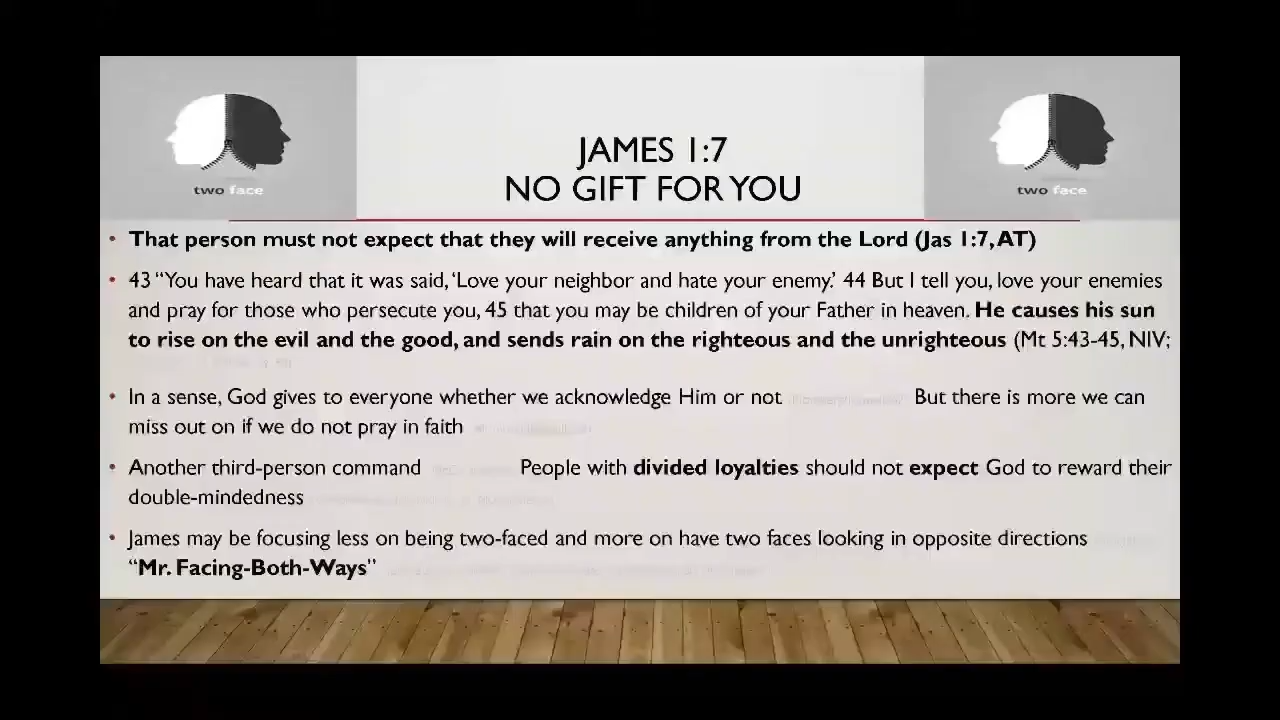 two face
two face
JAMES 1:7
NO GIFT FOR YOU
• That person must not expect that they will receive anything from the Lord (Jas 1:7, AT)
• 43 “You have heard that it was said, ‘Love your neighbor and hate your enemy.’ 44 But I tell you, love your enemies
and pray for those who persecute you, 45 that you may be children of your Father in heaven. He causes his sun
to rise on the evil and the good, and sends rain on the righteous and the unrighteous (Mt 5:43-45, NIV;
• In a sense, God gives to everyone whether we acknowledge Him or not But there is more we can
miss out on if we do not pray in faith
• Another third-person command People with divided loyalties should not expect God to reward their
double-mindedness
• James may be focusing less on being two-faced and more on have two faces looking in opposite directions
“Mr. Facing-Both-Ways”